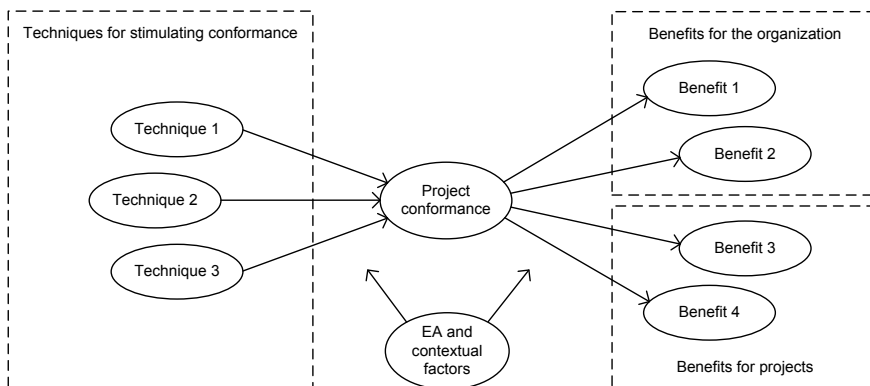 Techniques for stimulating conformance
Technique 1
Technique 2
Technique 3
Project
conformance
EA and
contextual
factors
Benefits for the organization
Benefit 1
Benefit 2
Benefit 3
Benefit 4
Benefits for projects